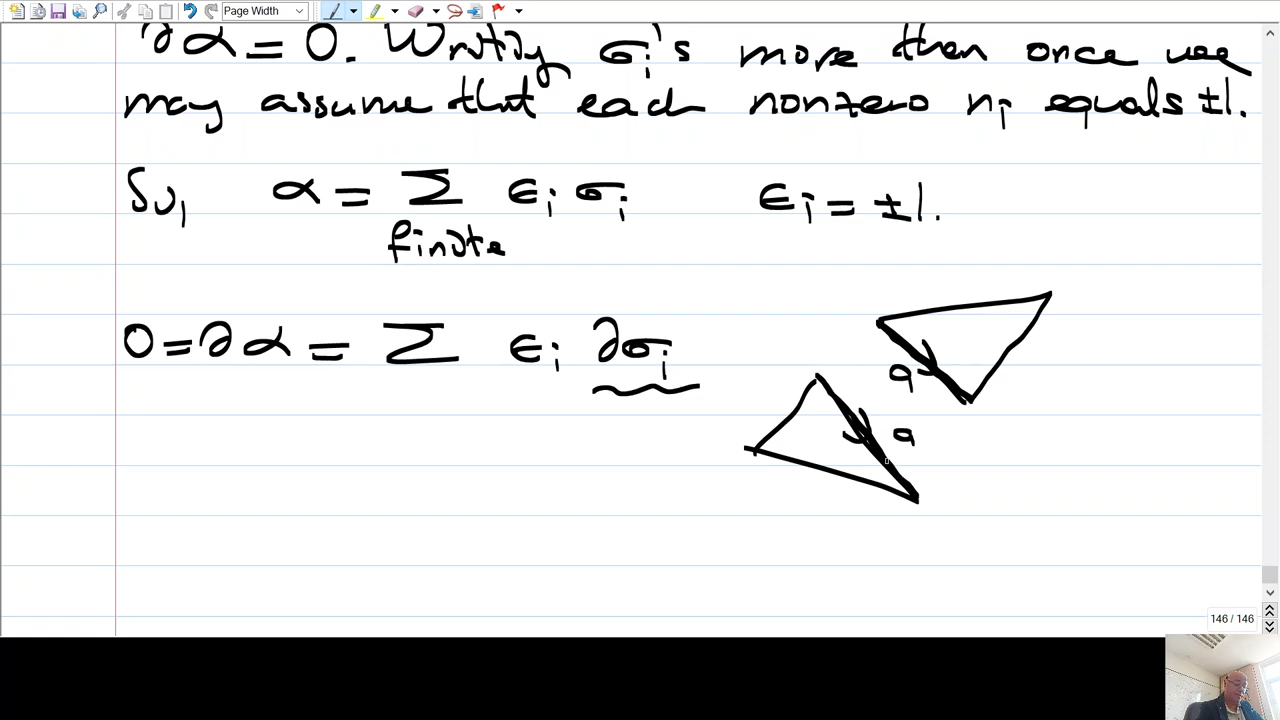 Page Width
∂α = 0. Writing σᵢ's more then once we
may assume that each nonzero nᵢ equals ±1.
So, α = Σ ϵᵢ σᵢ ϵᵢ = ±1.
finite
0 = ∂α = Σ ϵᵢ ∂σᵢ
a
a
146 / 146